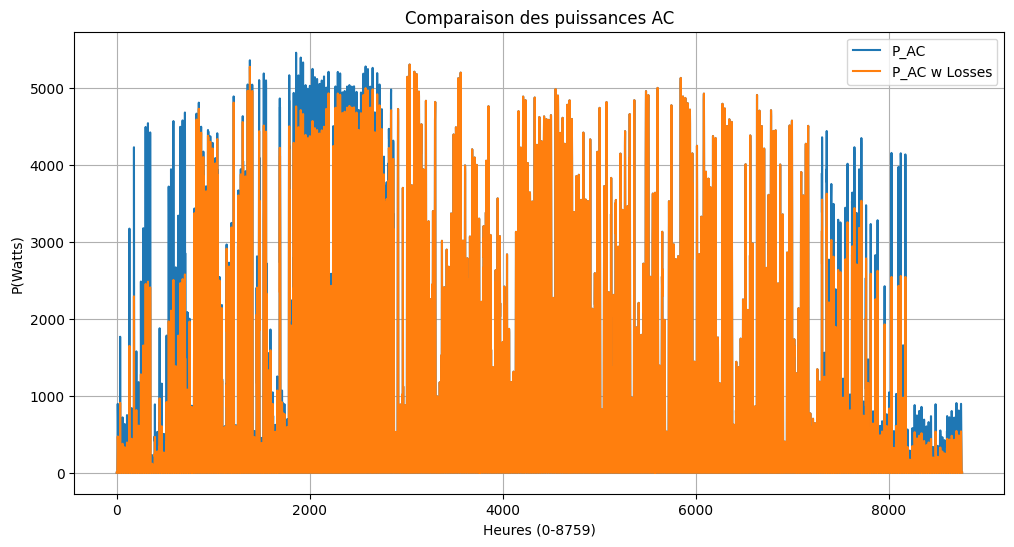 Comparaison des puissances AC
P_AC
P_AC w Losses
P(Watts)
5000
4000
3000
2000
1000
0
0
2000
4000
6000
8000
Heures (0-8759)